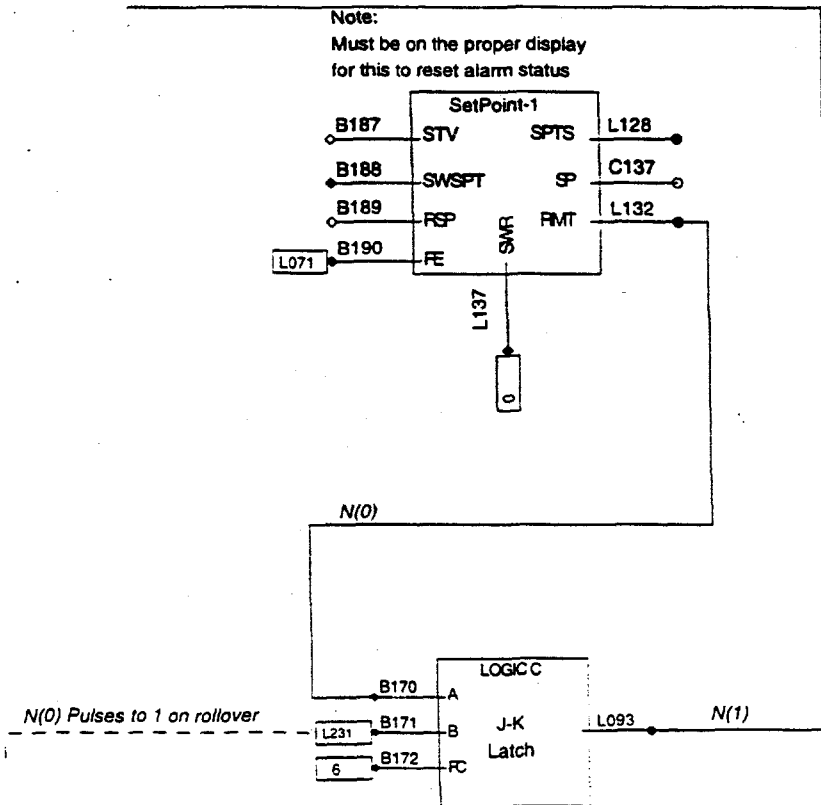 Note:
Must be on the proper display
for this to reset alarm status
SetPoint-1
B187 STV SPTS L128
B188 SWSPT SP C137
B189 RSP RMT L132
L071 B190 FE SWR
L137
0
N(0)
LOGIC C
B170 A
N(0) Pulses to 1 on rollover L231 B171 B J-K Latch L093 N(1)
6 B172 FC